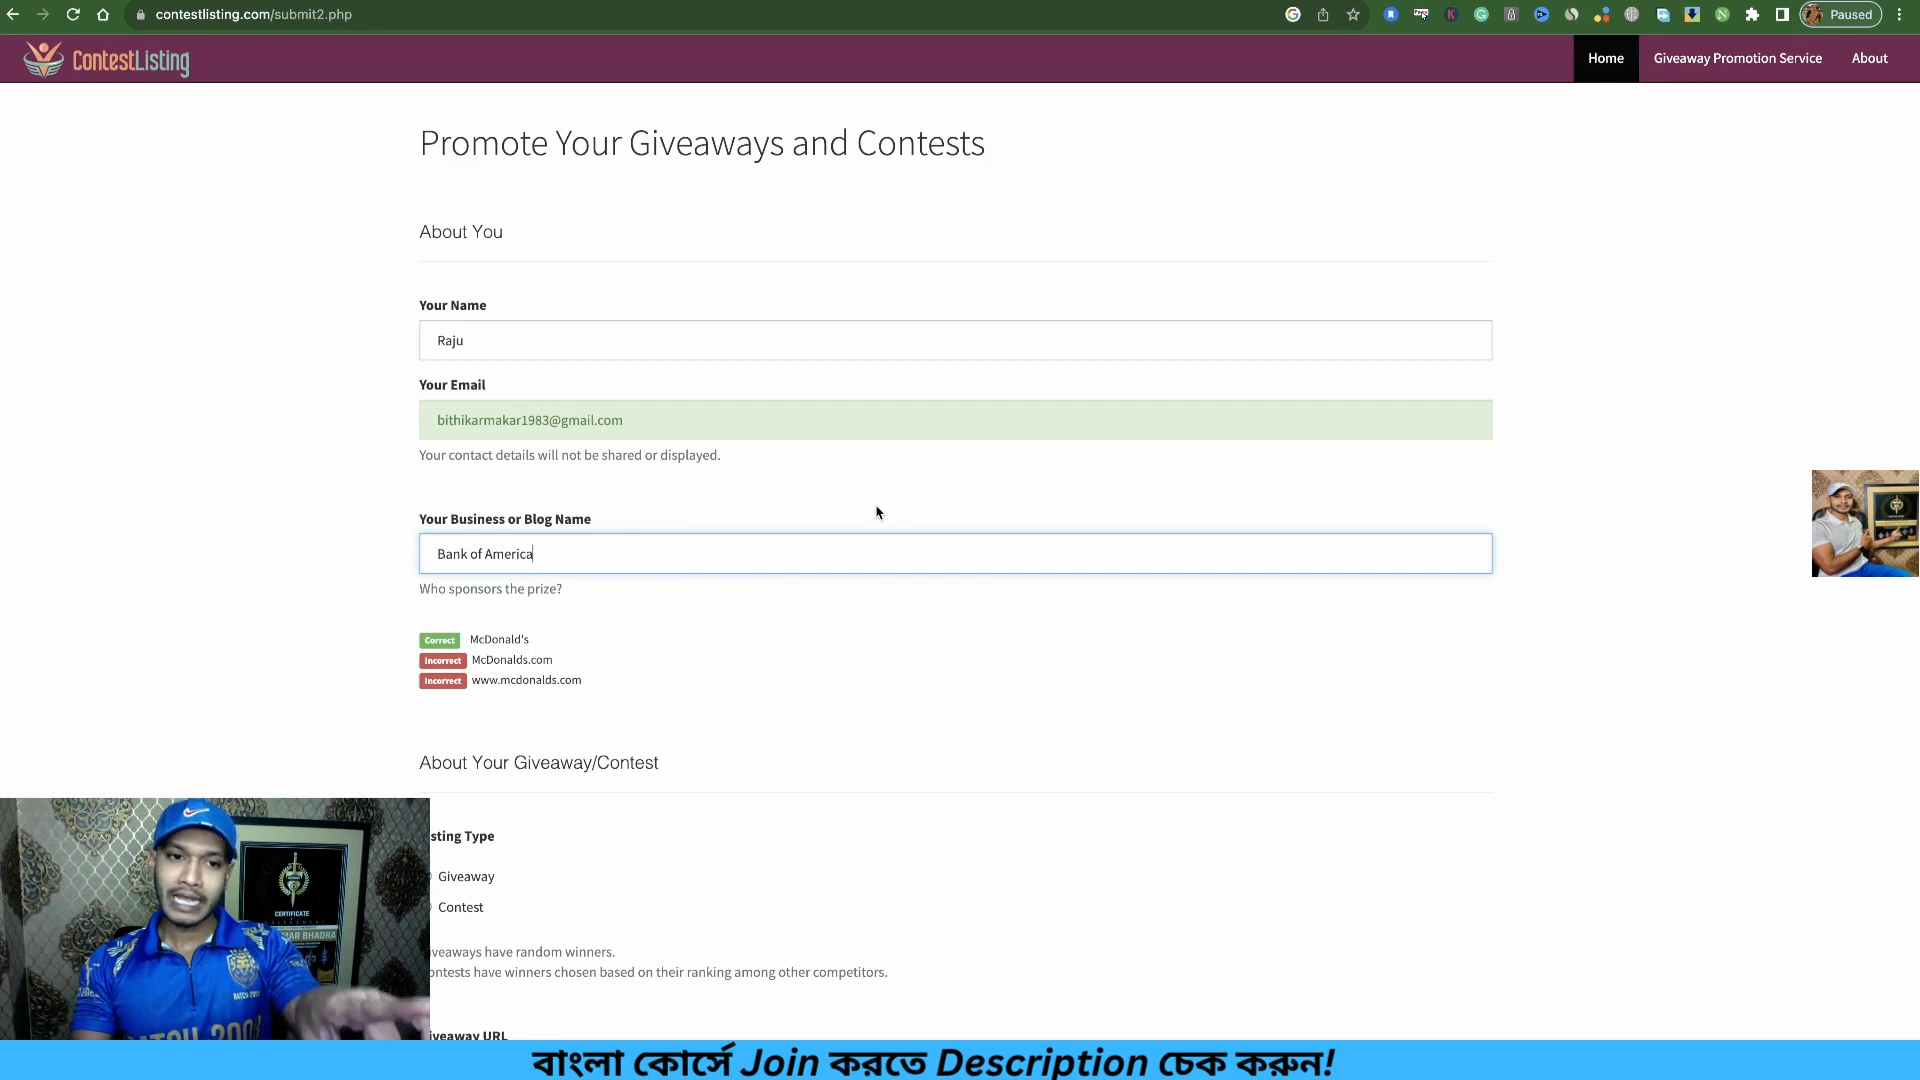 contestlisting.com/submit2.php
Paused
ContestListing
Home
Giveaway Promotion Service
About
Promote Your Giveaways and Contests
About You
Your Name
Raju
Your Email
bithikarmakar1983@gmail.com
Your contact details will not be shared or displayed.
Your Business or Blog Name
Bank of America
Who sponsors the prize?
Correct McDonald's
Incorrect McDonalds.com
Incorrect www.mcdonalds.com
About Your Giveaway/Contest
sting Type
Giveaway
Contest
veaways have random winners.
ontests have winners chosen based on their ranking among other competitors.
iveaway URL
CERTIFICATE
MAR BHADRA
বাংলা কোর্সে Join করতে Description চেক করুন!